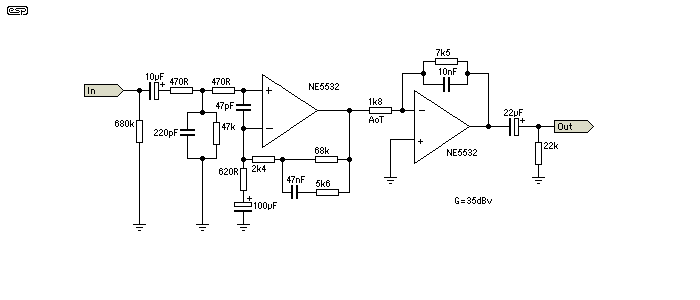 esp
7k5
10nF
10µF
470R
470R
NE5532
In
1k8
AoT
22µF
47pF
Out
680k
220pF
47k
NE5532
68k
22k
620R
2k4
47nF
5k6
100µF
G=35dBv